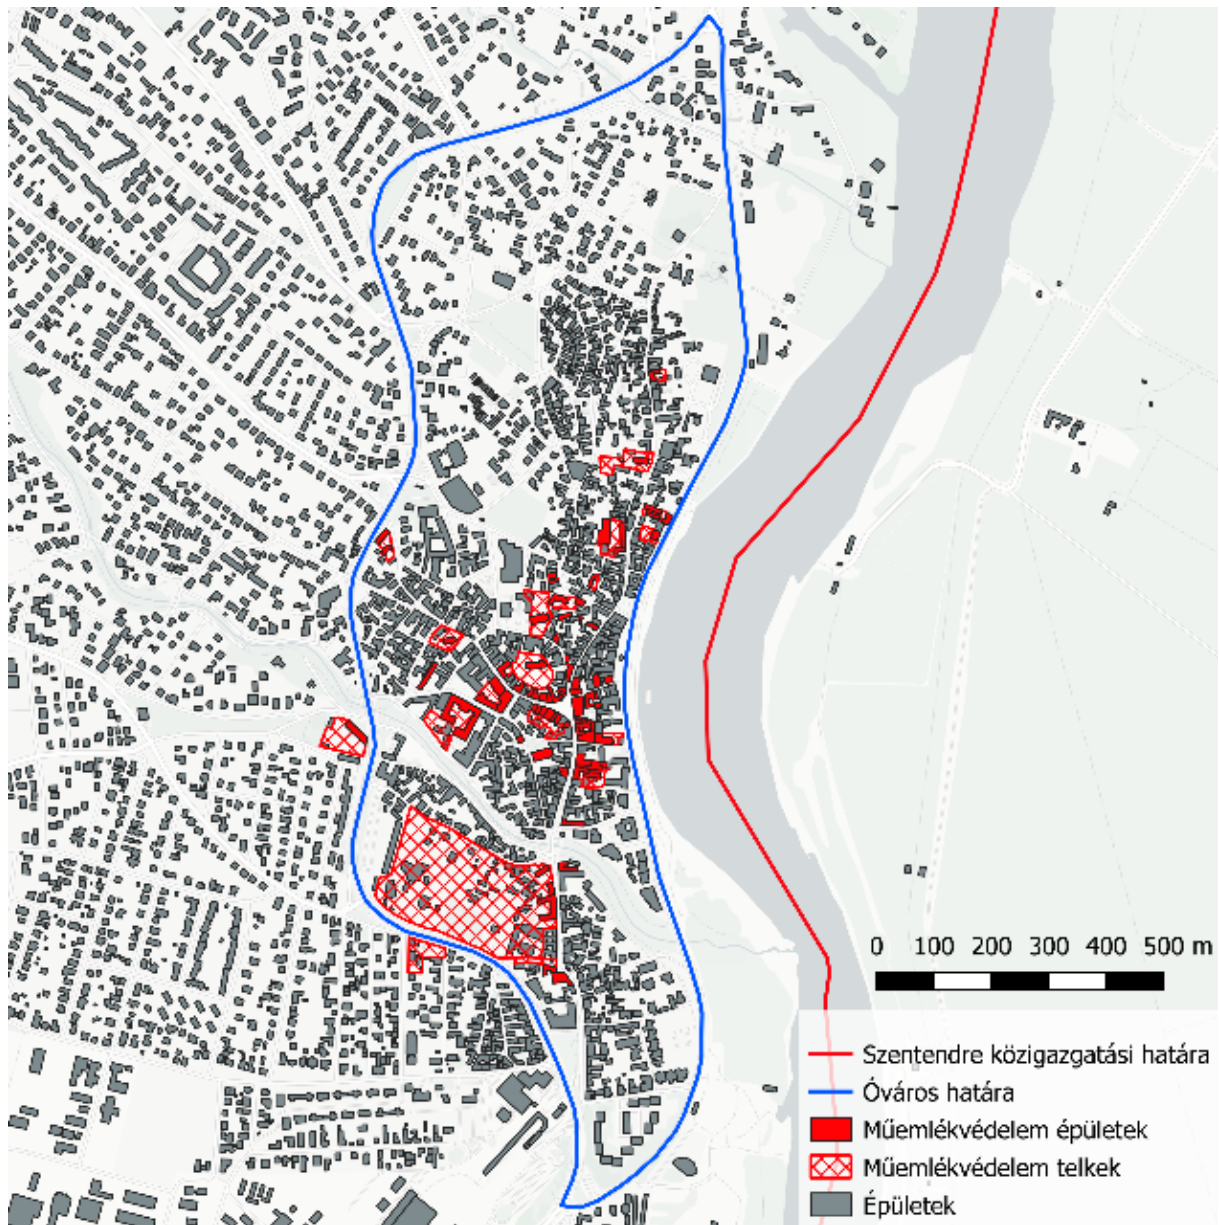 0 100 200 300 400 500 m
Szentendre közigazgatási határa
Óváros határa
Műemlékvédelem épületek
Műemlékvédelem telkek
Épületek